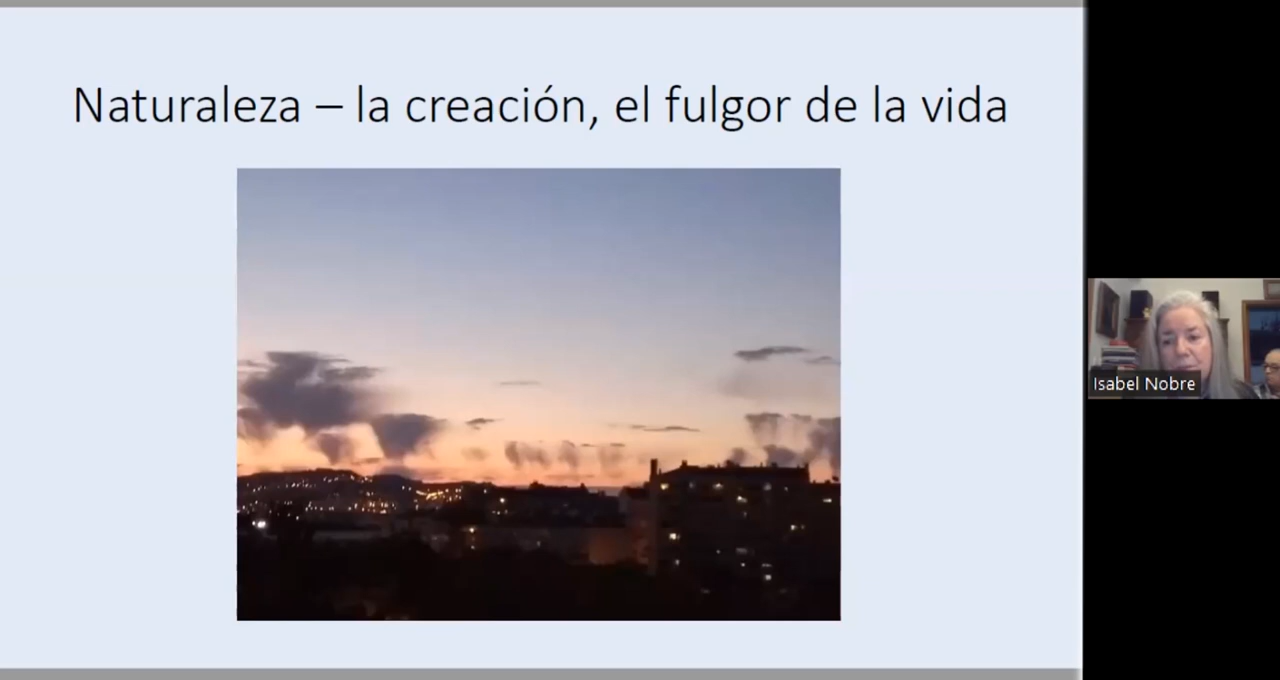 Naturaleza – la creación, el fulgor de la vida
Isabel Nobre